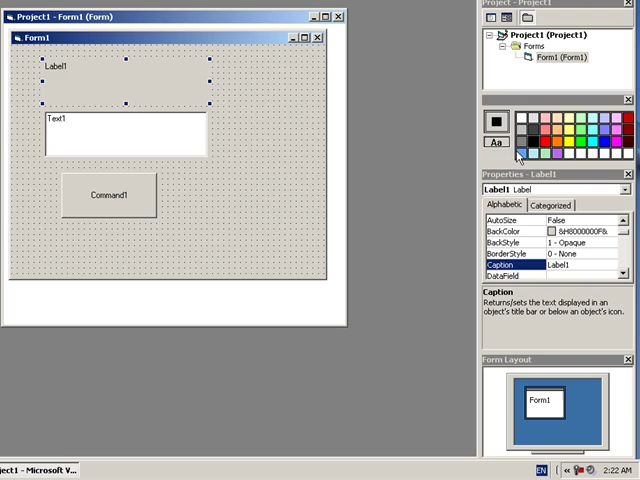 Project1 - Form1 (Form)
Form1
Label1
Text1
Command1
Project - Project1
Project1 (Project1)
Forms
Form1 (Form1)
Aa
Properties - Label1
Label1 Label
Alphabetic Categorized
AutoSize False
BackColor &H8000000F&
BackStyle 1 - Opaque
BorderStyle 0 - None
Caption Label1
DataField
Caption
Returns/sets the text displayed in an
object's title bar or below an object's icon.
Form Layout
Form1
ject1 - Microsoft V...
EN
2:22 AM